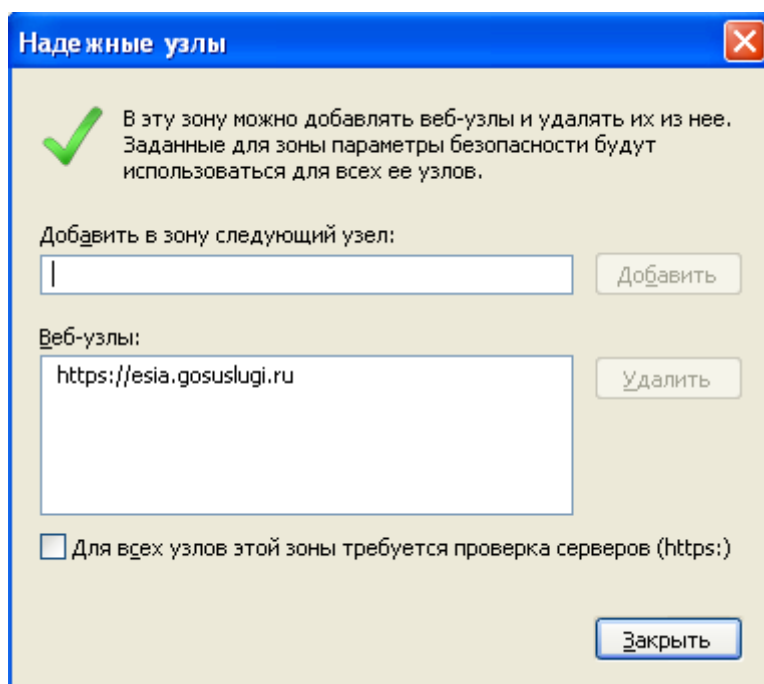 Надежные узлы
В эту зону можно добавлять веб-узлы и удалять их из нее.
Заданные для зоны параметры безопасности будут
использоваться для всех ее узлов.
Добавить в зону следующий узел:
Добавить
Веб-узлы:
https://esia.gosuslugi.ru
Удалить
Для всех узлов этой зоны требуется проверка серверов (https:)
Закрыть